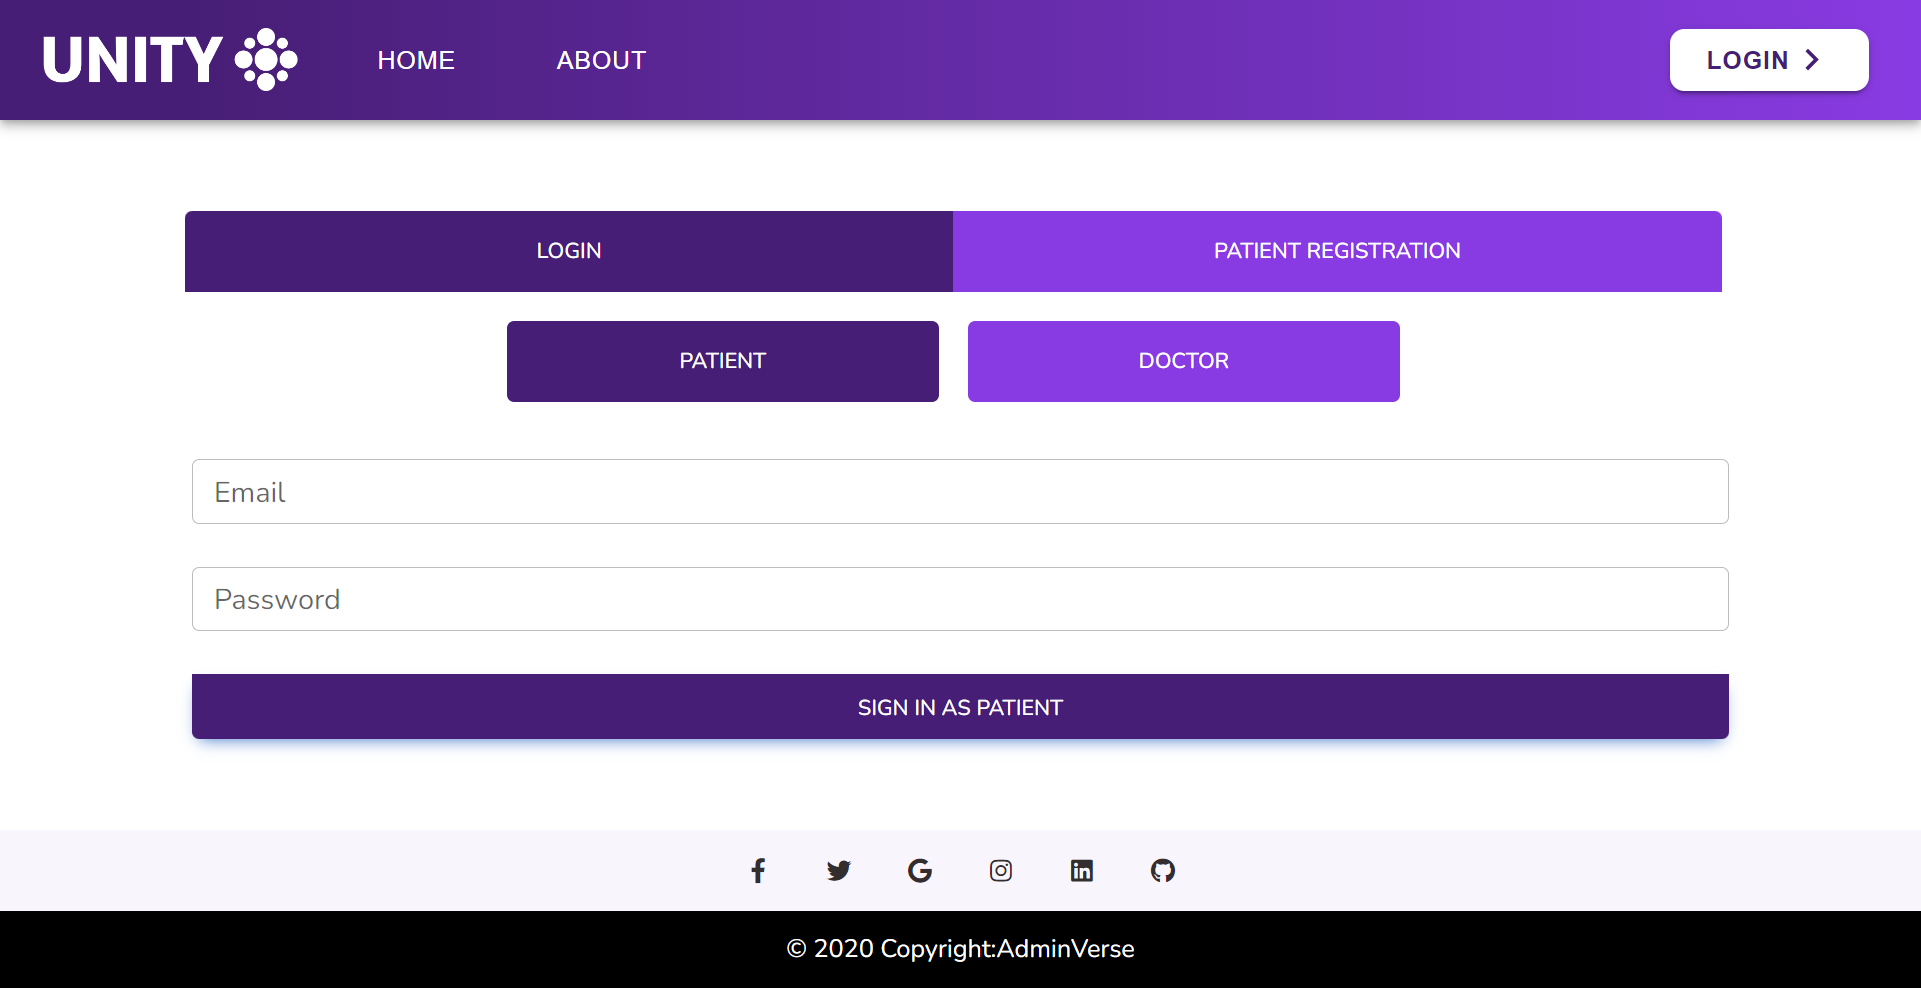 UNITY HOME ABOUT LOGIN
LOGIN PATIENT REGISTRATION
PATIENT DOCTOR
Email
Password
SIGN IN AS PATIENT
© 2020 Copyright:AdminVerse